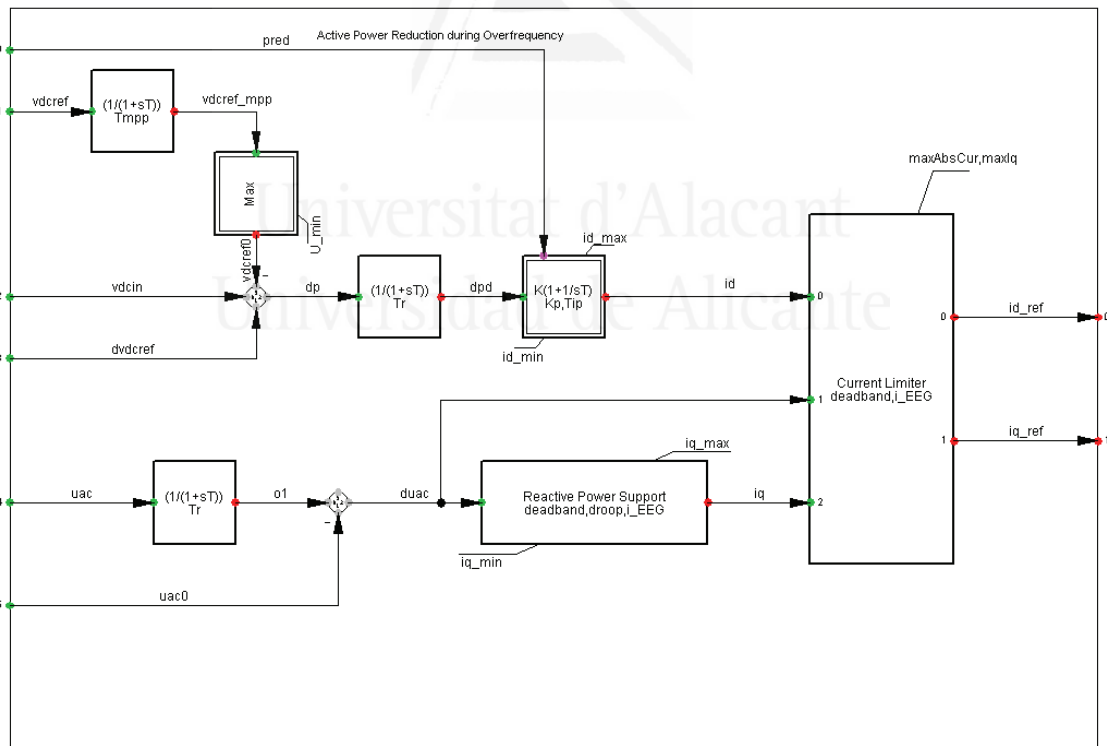 pred
Active Power Reduction during Overfrequency
vdcref
(1/(1+sT))
Tmpp
vdcref_mpp
Max
U_min
vdcref0
-
vdcin
dp
(1/(1+sT))
Tr
dpd
id_max
K(1+1/sT)
Kp,Tip
id_min
id
dvdcref
maxAbsCur,maxIq
0
1
2
Current Limiter
deadband,i_EEG
0
1
id_ref
0
iq_ref
1
uac
(1/(1+sT))
Tr
o1
-
duac
iq_max
Reactive Power Support
deadband,droop,i_EEG
iq_min
iq
uac0
Universitat d'Alacant
Universidad de Alicante